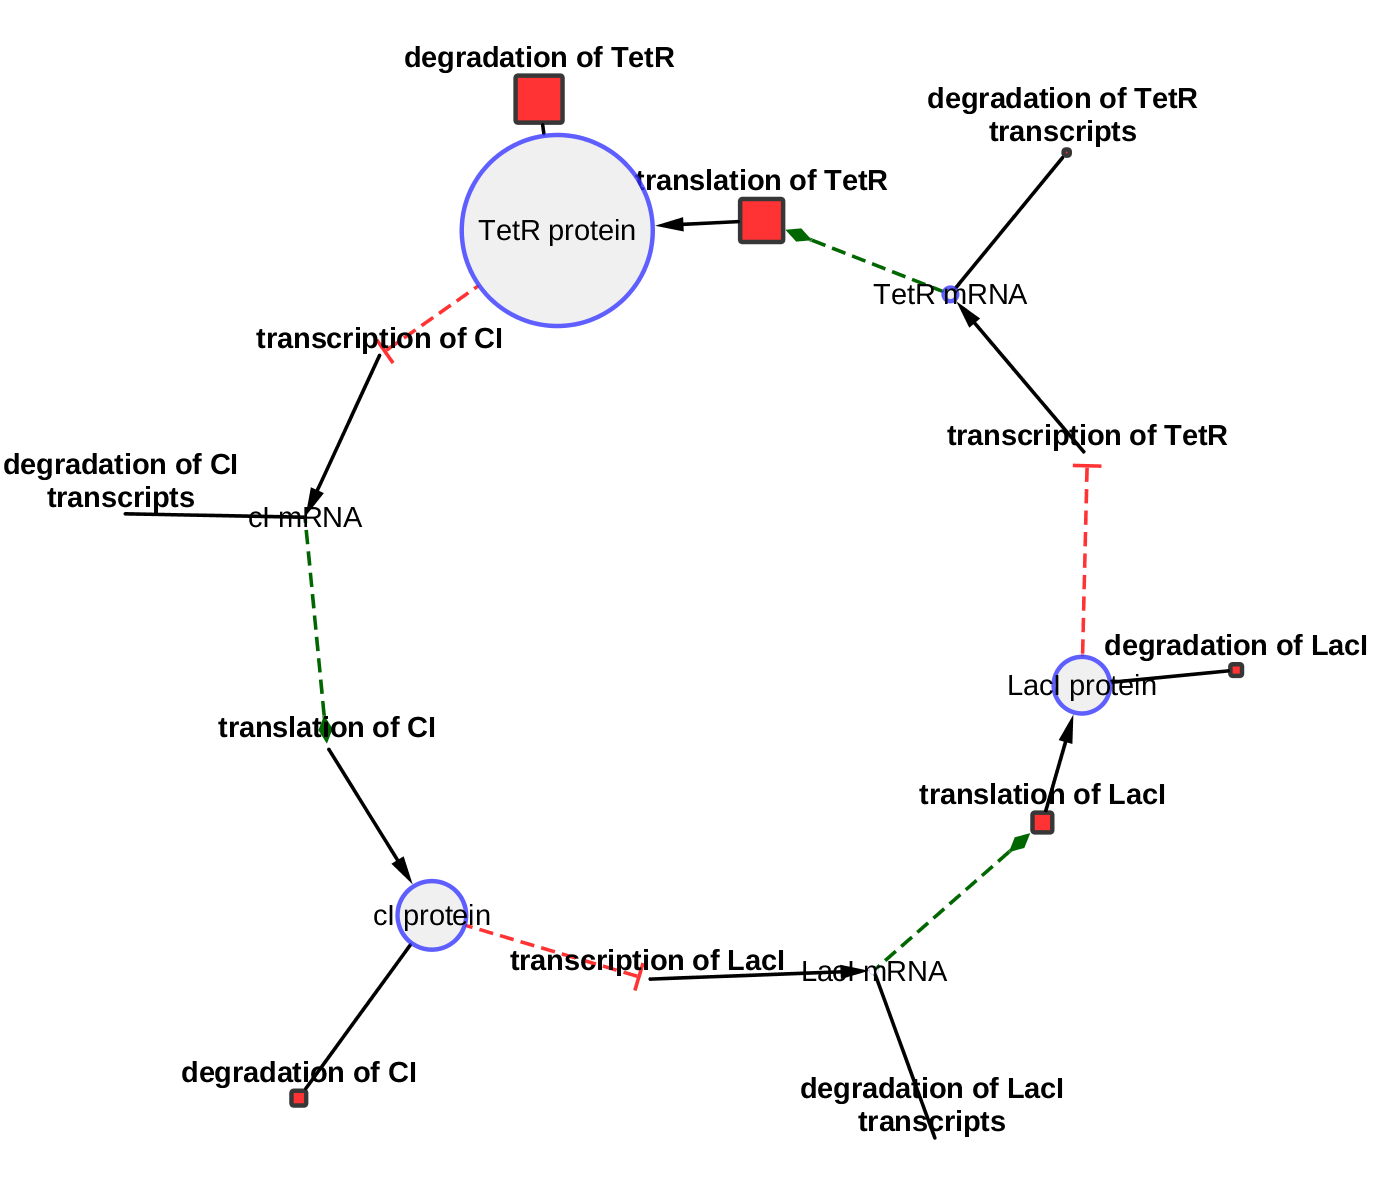 degradation of TetR
degradation of TetR
transcripts
translation of TetR
TetR protein
TetR mRNA
transcription of CI
transcription of TetR
degradation of CI
transcripts
cI mRNA
degradation of LacI
LacI protein
translation of CI
translation of LacI
cI protein
transcription of LacI
LacI mRNA
degradation of CI
degradation of LacI
transcripts